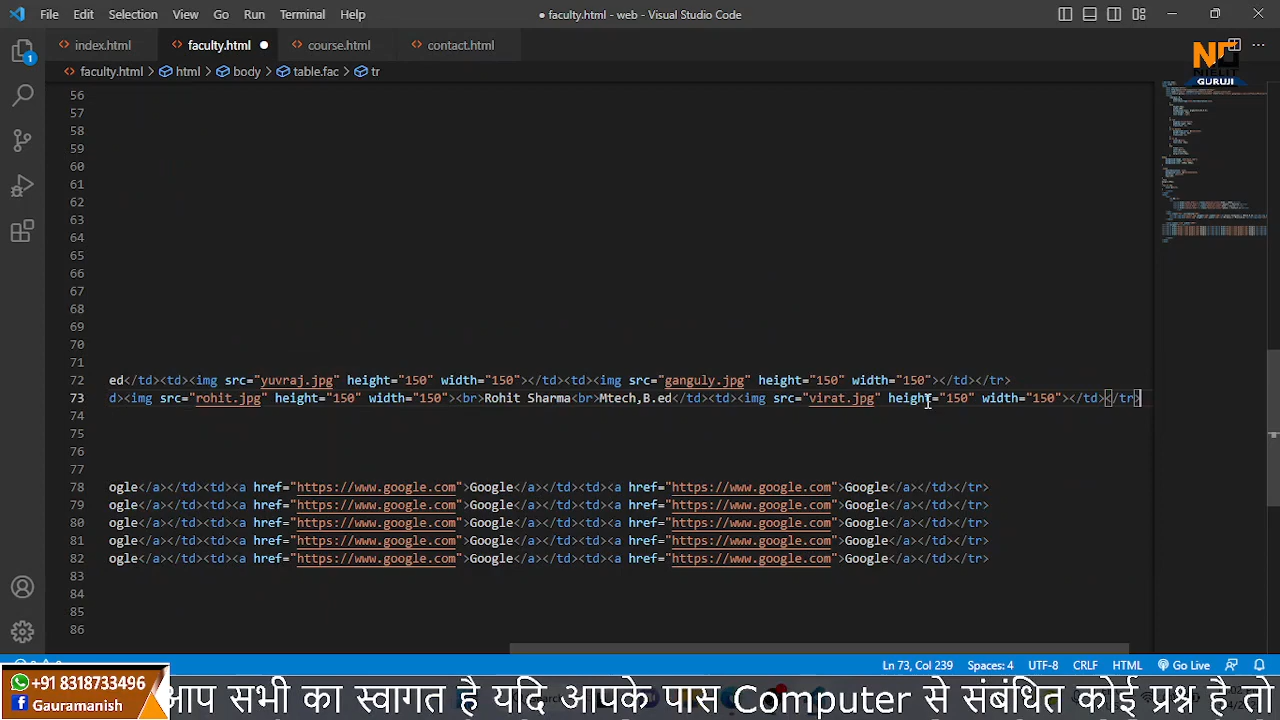 File Edit Selection View Go Run Terminal Help
● faculty.html - web - Visual Studio Code
index.html faculty.html ● course.html contact.html
faculty.html > html > body > table.fac > tr
NIELIT
GURUJI
1
56
57
58
59
60
61
62
63
64
65
66
67
68
69
70
71
72 ed</td><td><img src="yuvraj.jpg" height="150" width="150"></td><td><img src="ganguly.jpg" height="150" width="150"></td></tr>
73 d><img src="rohit.jpg" height="150" width="150"><br>Rohit Sharma<br>Mtech,B.ed</td><td><img src="virat.jpg" height="150" width="150"></td></tr>
74
75
76
77
78 ogle</a></td><td><a href="https://www.google.com">Google</a></td><td><a href="https://www.google.com">Google</a></td></tr>
79 ogle</a></td><td><a href="https://www.google.com">Google</a></td><td><a href="https://www.google.com">Google</a></td></tr>
80 ogle</a></td><td><a href="https://www.google.com">Google</a></td><td><a href="https://www.google.com">Google</a></td></tr>
81 ogle</a></td><td><a href="https://www.google.com">Google</a></td><td><a href="https://www.google.com">Google</a></td></tr>
82 ogle</a></td><td><a href="https://www.google.com">Google</a></td><td><a href="https://www.google.com">Google</a></td></tr>
83
84
85
86
Ln 73, Col 239 Spaces: 4 UTF-8 CRLF HTML Go Live
+91 8318733496
Gauramanish
आप सभी का स्वागत है यदि आपके पास Computer से संबंधित कोई प्रश्न है तो